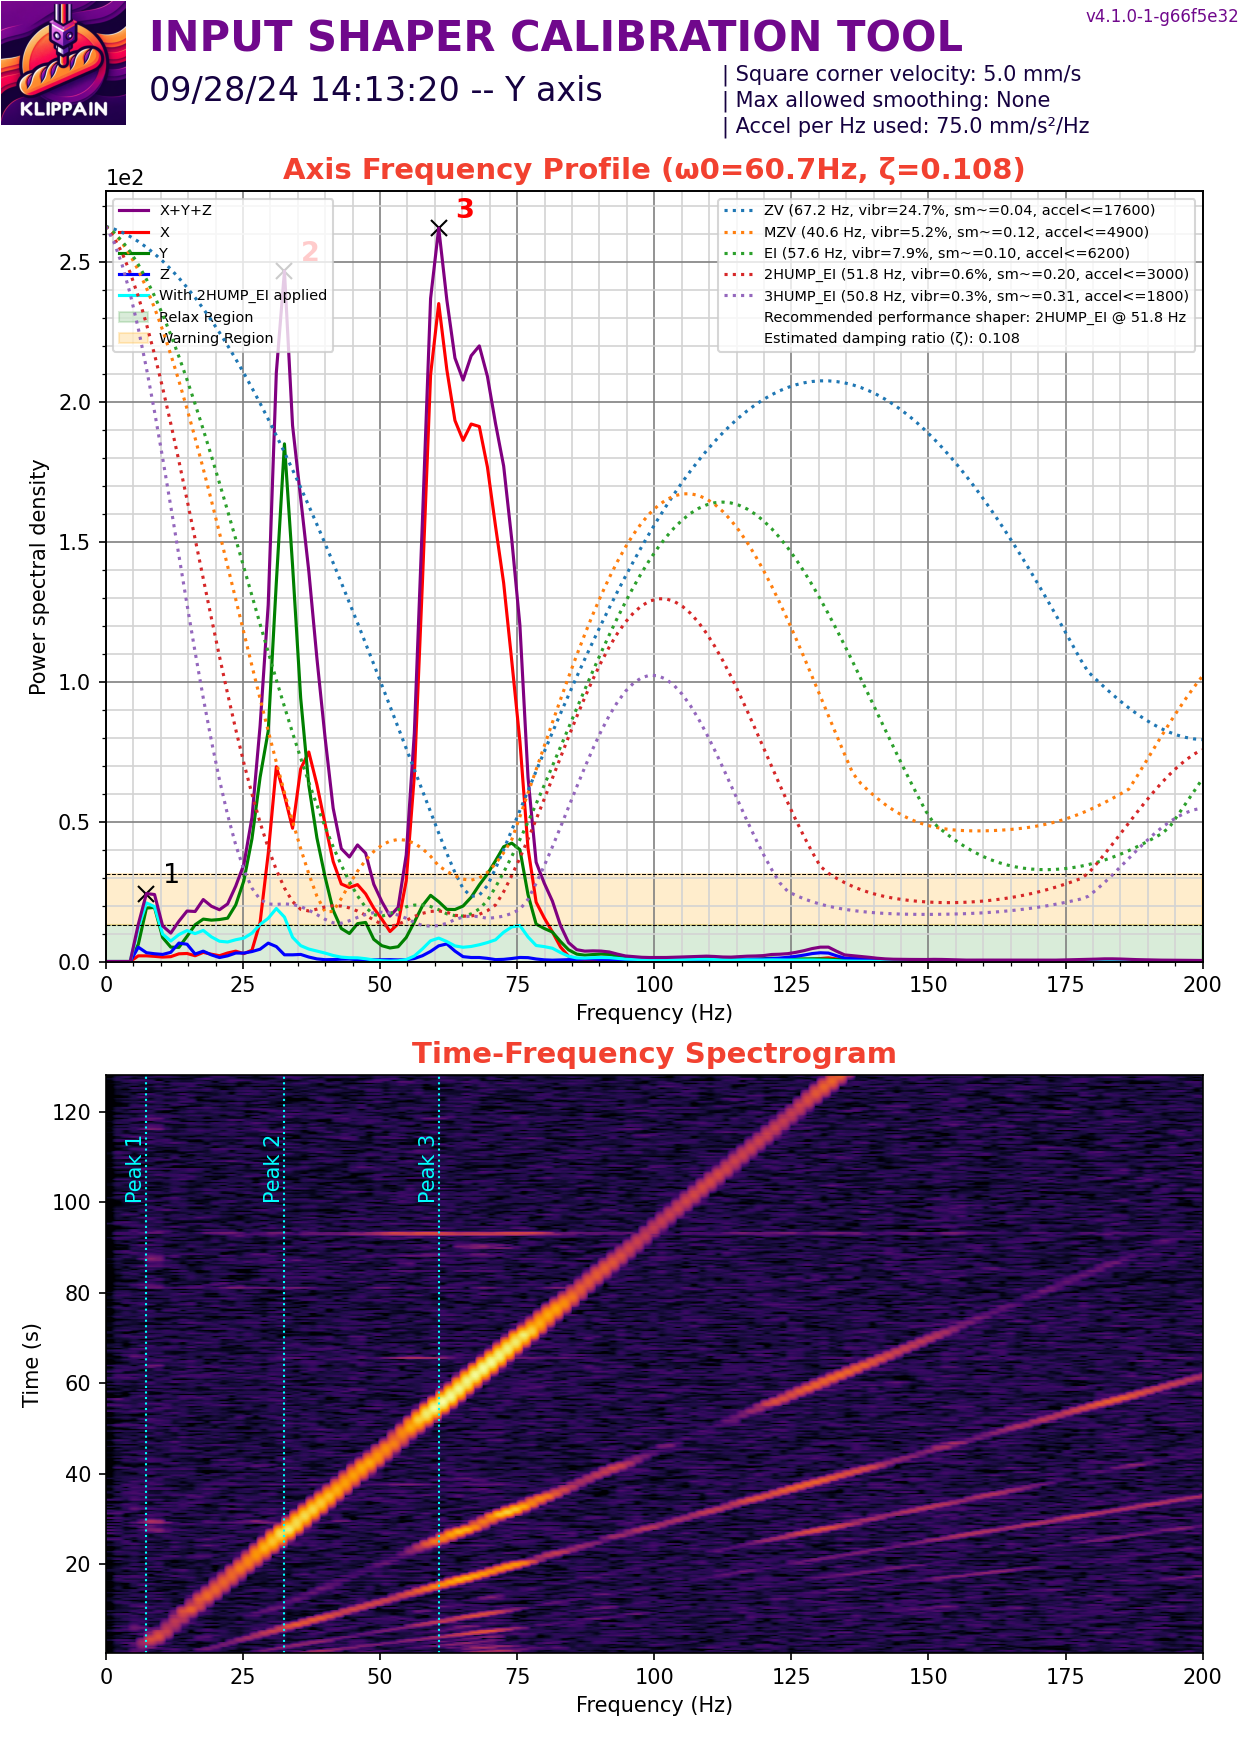 v4.1.0-1-g66f5e32
INPUT SHAPER CALIBRATION TOOL
09/28/24 14:13:20 -- Y axis
| Square corner velocity: 5.0 mm/s
| Max allowed smoothing: None
| Accel per Hz used: 75.0 mm/s²/Hz
KLIPPAIN
Axis Frequency Profile (ω0=60.7Hz, ζ=0.108)
1e2
X+Y+Z
X
Y
Z
With 2HUMP_EI applied
Relax Region
Warning Region
ZV (67.2 Hz, vibr=24.7%, sm~=0.04, accel<=17600)
MZV (40.6 Hz, vibr=5.2%, sm~=0.12, accel<=4900)
EI (57.6 Hz, vibr=7.9%, sm~=0.10, accel<=6200)
2HUMP_EI (51.8 Hz, vibr=0.6%, sm~=0.20, accel<=3000)
3HUMP_EI (50.8 Hz, vibr=0.3%, sm~=0.31, accel<=1800)
Recommended performance shaper: 2HUMP_EI @ 51.8 Hz
Estimated damping ratio (ζ): 0.108
1
2
3
Power spectral density
2.5
2.0
1.5
1.0
0.5
0.0
0 25 50 75 100 125 150 175 200
Frequency (Hz)
Time-Frequency Spectrogram
Peak 1
Peak 2
Peak 3
Time (s)
120
100
80
60
40
20
0 25 50 75 100 125 150 175 200
Frequency (Hz)